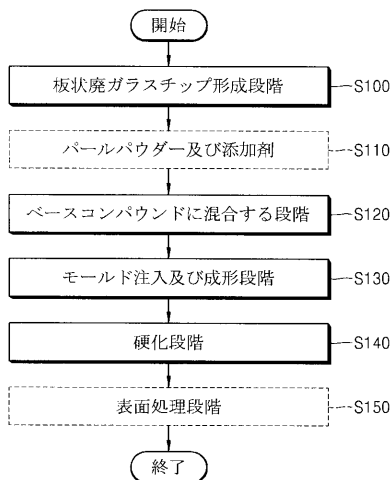 開始
板状廃ガラスチップ形成段階 S100
パールパウダー及び添加剤 S110
ベースコンパウンドに混合する段階 S120
モールド注入及び成形段階 S130
硬化段階 S140
表面処理段階 S150
終了